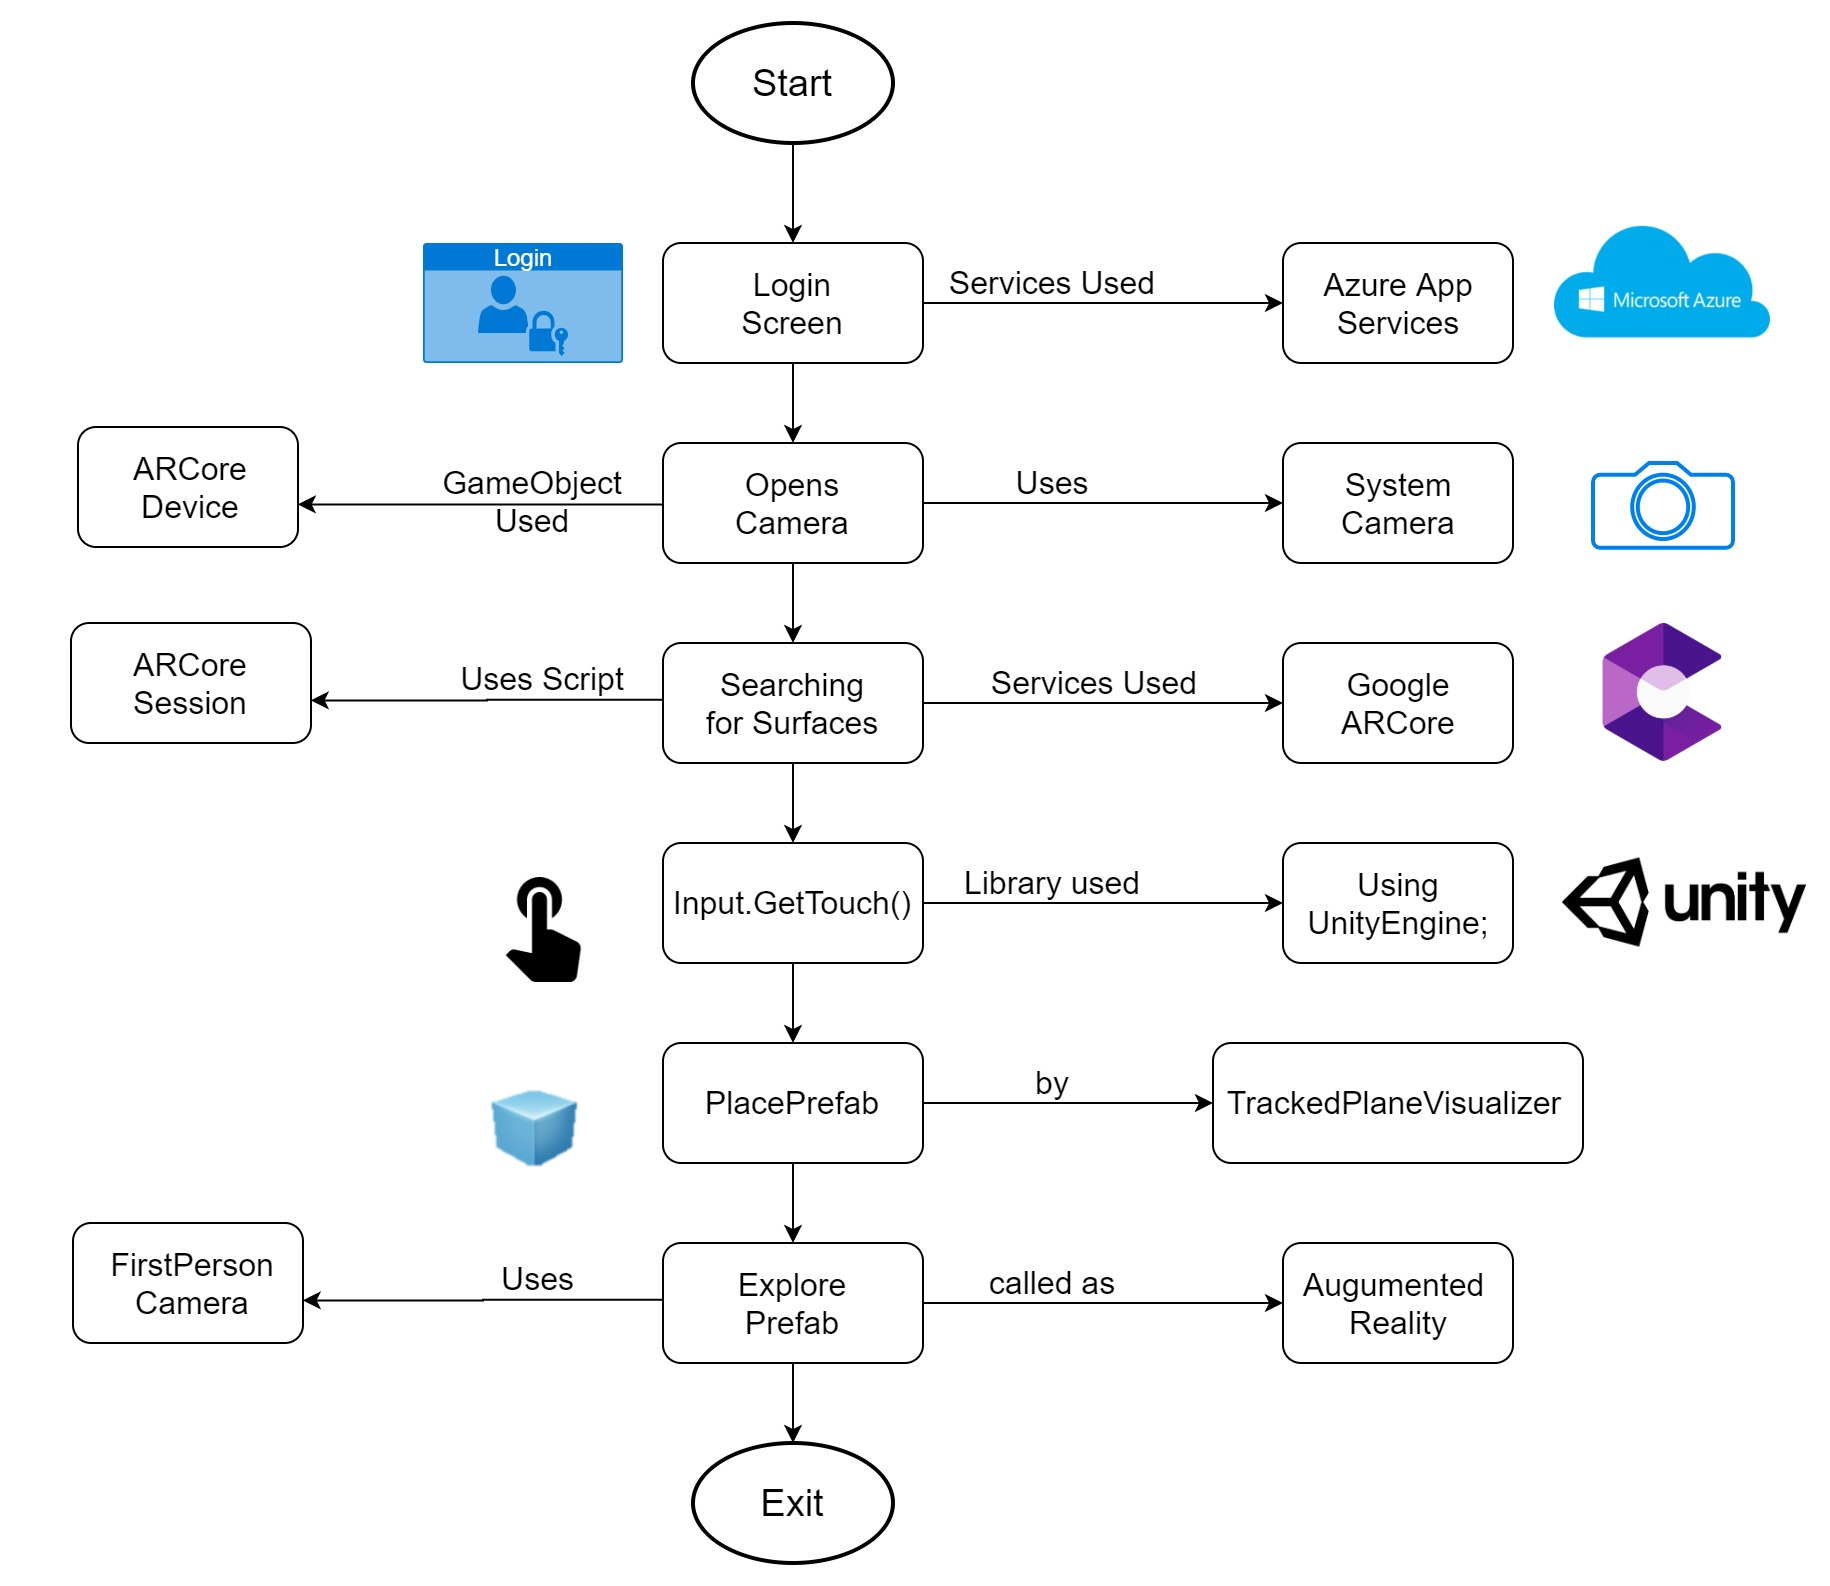 Start
Login
Login
Screen
Services Used
Azure App
Services
Microsoft Azure
ARCore
Device
GameObject
Used
Opens
Camera
Uses
System
Camera
ARCore
Session
Uses Script
Searching
for Surfaces
Services Used
Google
ARCore
Input.GetTouch()
Library used
Using
UnityEngine;
unity
PlacePrefab
by
TrackedPlaneVisualizer
FirstPerson
Camera
Uses
Explore
Prefab
called as
Augumented
Reality
Exit